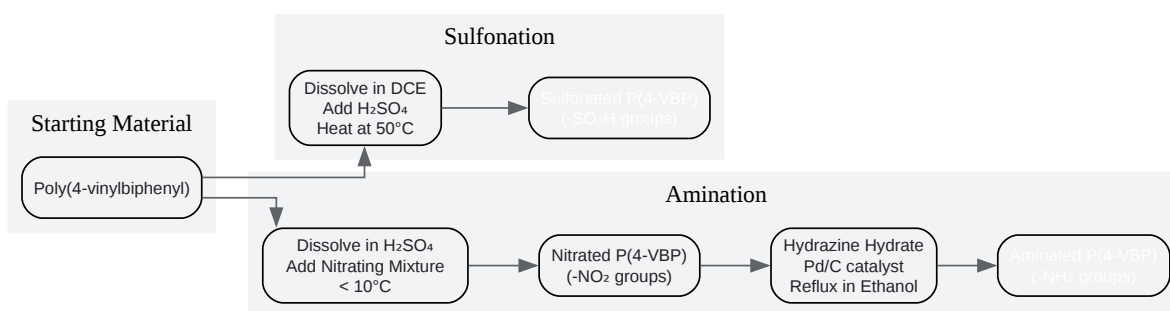 Sulfonation
Dissolve in DCE
Add H₂SO₄
Heat at 50°C
Sulfonated P(4-VBP)
(-SO₃H groups)
Starting Material
Poly(4-vinylbiphenyl)
Amination
Dissolve in H₂SO₄
Add Nitrating Mixture
< 10°C
Nitrated P(4-VBP)
(-NO₂ groups)
Hydrazine Hydrate
Pd/C catalyst
Reflux in Ethanol
Aminated P(4-VBP)
(-NH₂ groups)